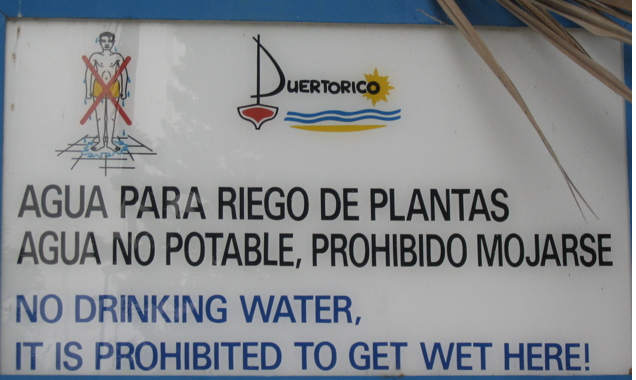 PUERTORICO
AGUA PARA RIEGO DE PLANTAS
AGUA NO POTABLE, PROHIBIDO MOJARSE
NO DRINKING WATER,
IT IS PROHIBITED TO GET WET HERE!